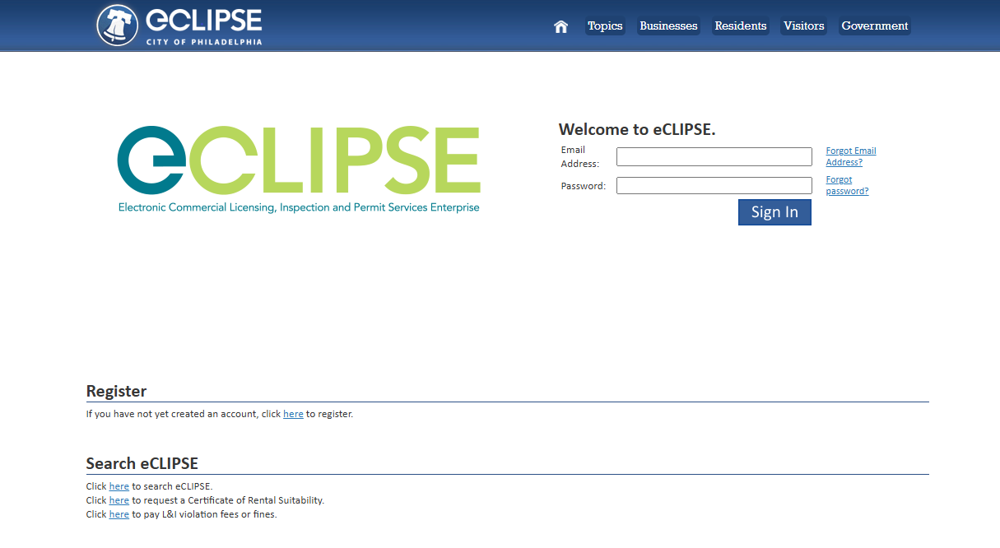 eCLIPSE
CITY OF PHILADELPHIA
Topics Businesses Residents Visitors Government
eCLIPSE
Electronic Commercial Licensing, Inspection and Permit Services Enterprise
Welcome to eCLIPSE.
Email
Address:
Forgot Email
Address?
Password:
Forgot
password?
Sign In
Register
If you have not yet created an account, click here to register.
Search eCLIPSE
Click here to search eCLIPSE.
Click here to request a Certificate of Rental Suitability.
Click here to pay L&I violation fees or fines.